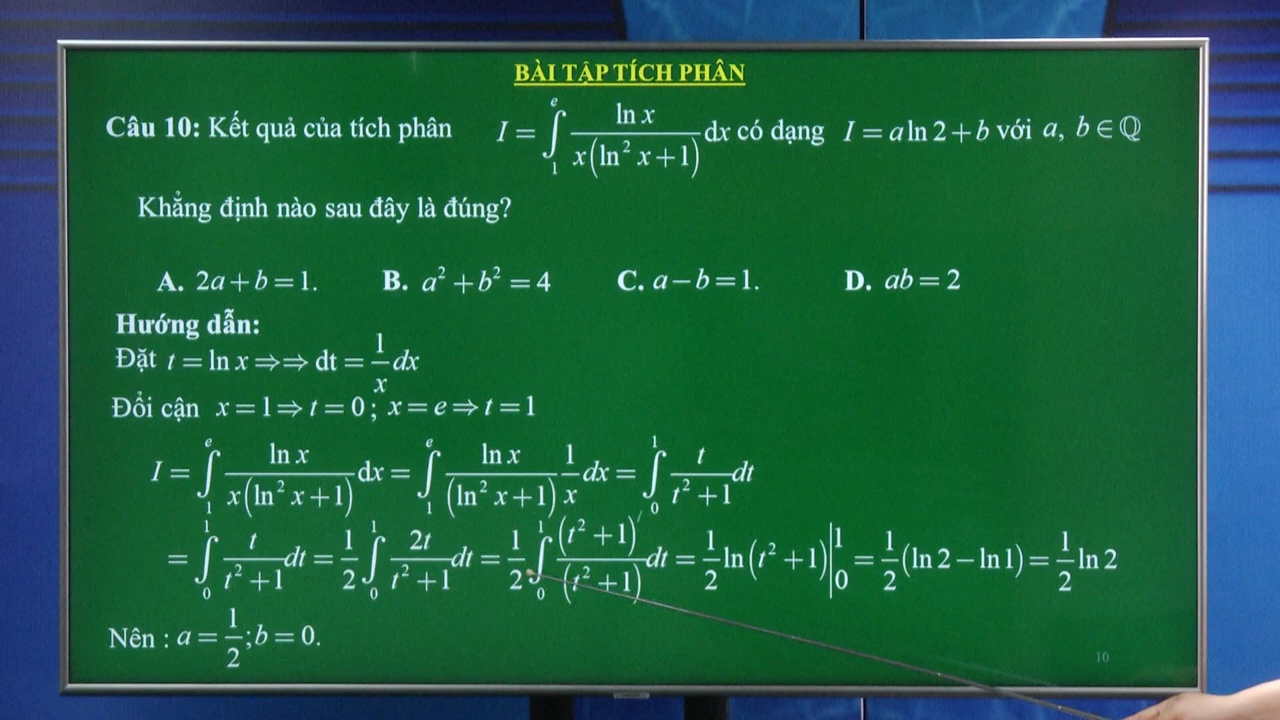 BÀI TẬP TÍCH PHÂN
Câu 10: Kết quả của tích phân I = ∫₁ᵉ ln x / (x(ln² x + 1)) dx có dạng I = a ln 2 + b với a, b ∈ ℚ
Khẳng định nào sau đây là đúng?
A. 2a + b = 1. B. a² + b² = 4 C. a − b = 1. D. ab = 2
Hướng dẫn:
Đặt t = ln x ⇒⇒ dt = 1/x dx
Đổi cận x = 1 ⇒ t = 0 ; x = e ⇒ t = 1
I = ∫₁ᵉ ln x / (x(ln² x + 1)) dx = ∫₁ᵉ ln x / (ln² x + 1) 1/x dx = ∫₀¹ t / (t² + 1) dt
= ∫₀¹ t / (t² + 1) dt = 1/2 ∫₀¹ 2t / (t² + 1) dt = 1/2 ∫₀¹ (t² + 1)′ / (t² + 1) dt = 1/2 ln(t² + 1)|₀¹ = 1/2 (ln 2 − ln 1) = 1/2 ln 2
Nên : a = 1/2 ; b = 0.
10